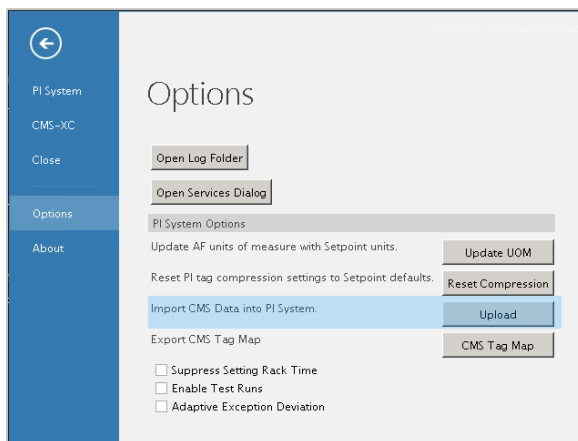 PI System
CMS-XC
Close
Options
About
Options
Open Log Folder
Open Services Dialog
PI System Options
Update AF units of measure with Setpoint units.
Update UOM
Reset PI tag compression settings to Setpoint defaults.
Reset Compression
Import CMS Data into PI System.
Upload
Export CMS Tag Map
CMS Tag Map
Suppress Setting Rack Time
Enable Test Runs
Adaptive Exception Deviation